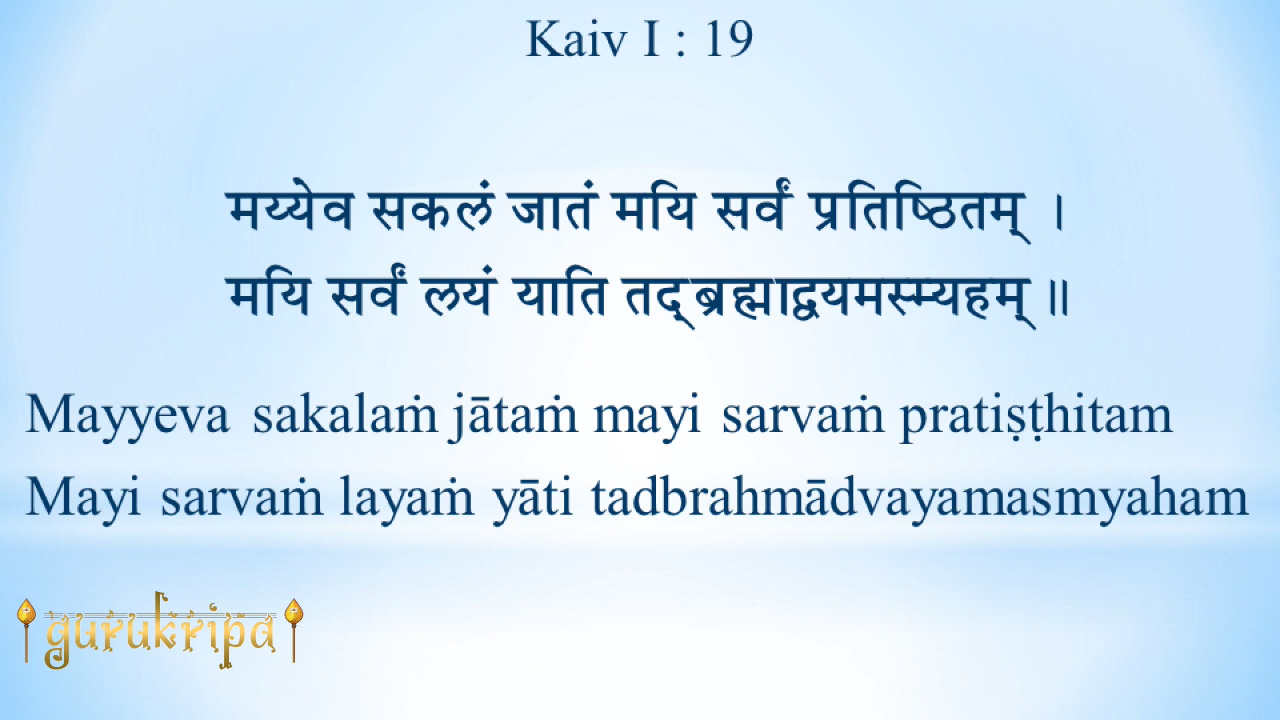 Kaiv I : 19
मय्येव सकलं जातं मयि सर्वं प्रतिष्ठितम् ।
मयि सर्वं लयं याति तद्ब्रह्माद्वयमस्म्यहम् ॥
Mayyeva sakalaṁ jātaṁ mayi sarvaṁ pratiṣṭhitam
Mayi sarvaṁ layaṁ yāti tadbrahmādvayamasmyaham
gurukripa